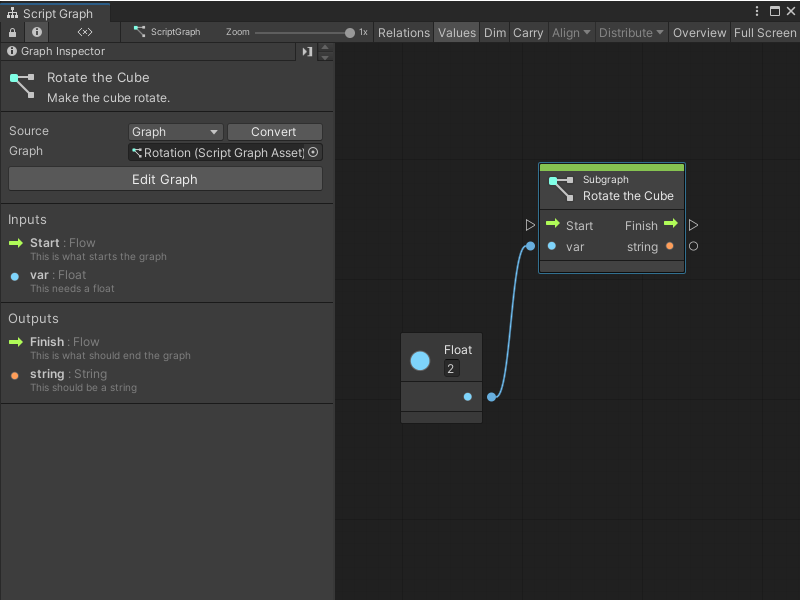 Script Graph
<×> ScriptGraph Zoom 1x Relations Values Dim Carry Align Distribute Overview Full Screen
Graph Inspector
Rotate the Cube
Make the cube rotate.
Source Graph Convert
Graph Rotation (Script Graph Asset)
Edit Graph
Inputs
Start : Flow
This is what starts the graph
var : Float
This needs a float
Outputs
Finish : Flow
This is what should end the graph
string : String
This should be a string
Subgraph
Rotate the Cube
Start Finish
var string
Float
2